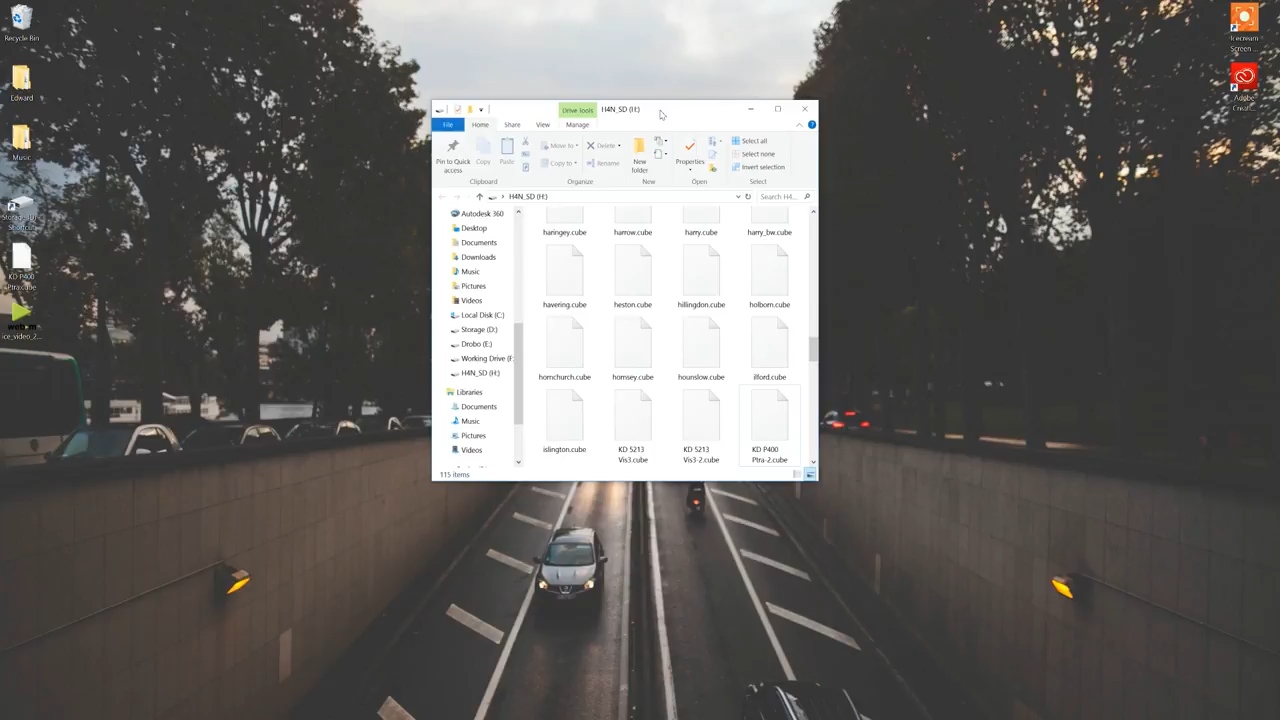 Recycle Bin
Edward
Music
Storage (D)
Shortcut
KD P400
Ptra.cube
webm
ice_video_2...
Icecream
Screen ...
Adobe
Creati...
Drive Tools
H4N_SD (H:)
File
Home
Share
View
Manage
Pin to Quick
access
Copy
Paste
Clipboard
Move to
Copy to
Delete
Rename
Organize
New
folder
New
Properties
Open
Select all
Select none
Invert selection
Select
H4N_SD (H:)
Search H4...
Autodesk 360
Desktop
Documents
Downloads
Music
Pictures
Videos
Local Disk (C:)
Storage (D:)
Drobo (E:)
Working Drive (F:
H4N_SD (H:)
Libraries
Documents
Music
Pictures
Videos
haringey.cube
harrow.cube
harry.cube
harry_bw.cube
havering.cube
heston.cube
hillingdon.cube
holborn.cube
hornchurch.cube
hornsey.cube
hounslow.cube
ilford.cube
islington.cube
KD 5213
Vis3.cube
KD 5213
Vis3-2.cube
KD P400
Ptra-2.cube
115 items